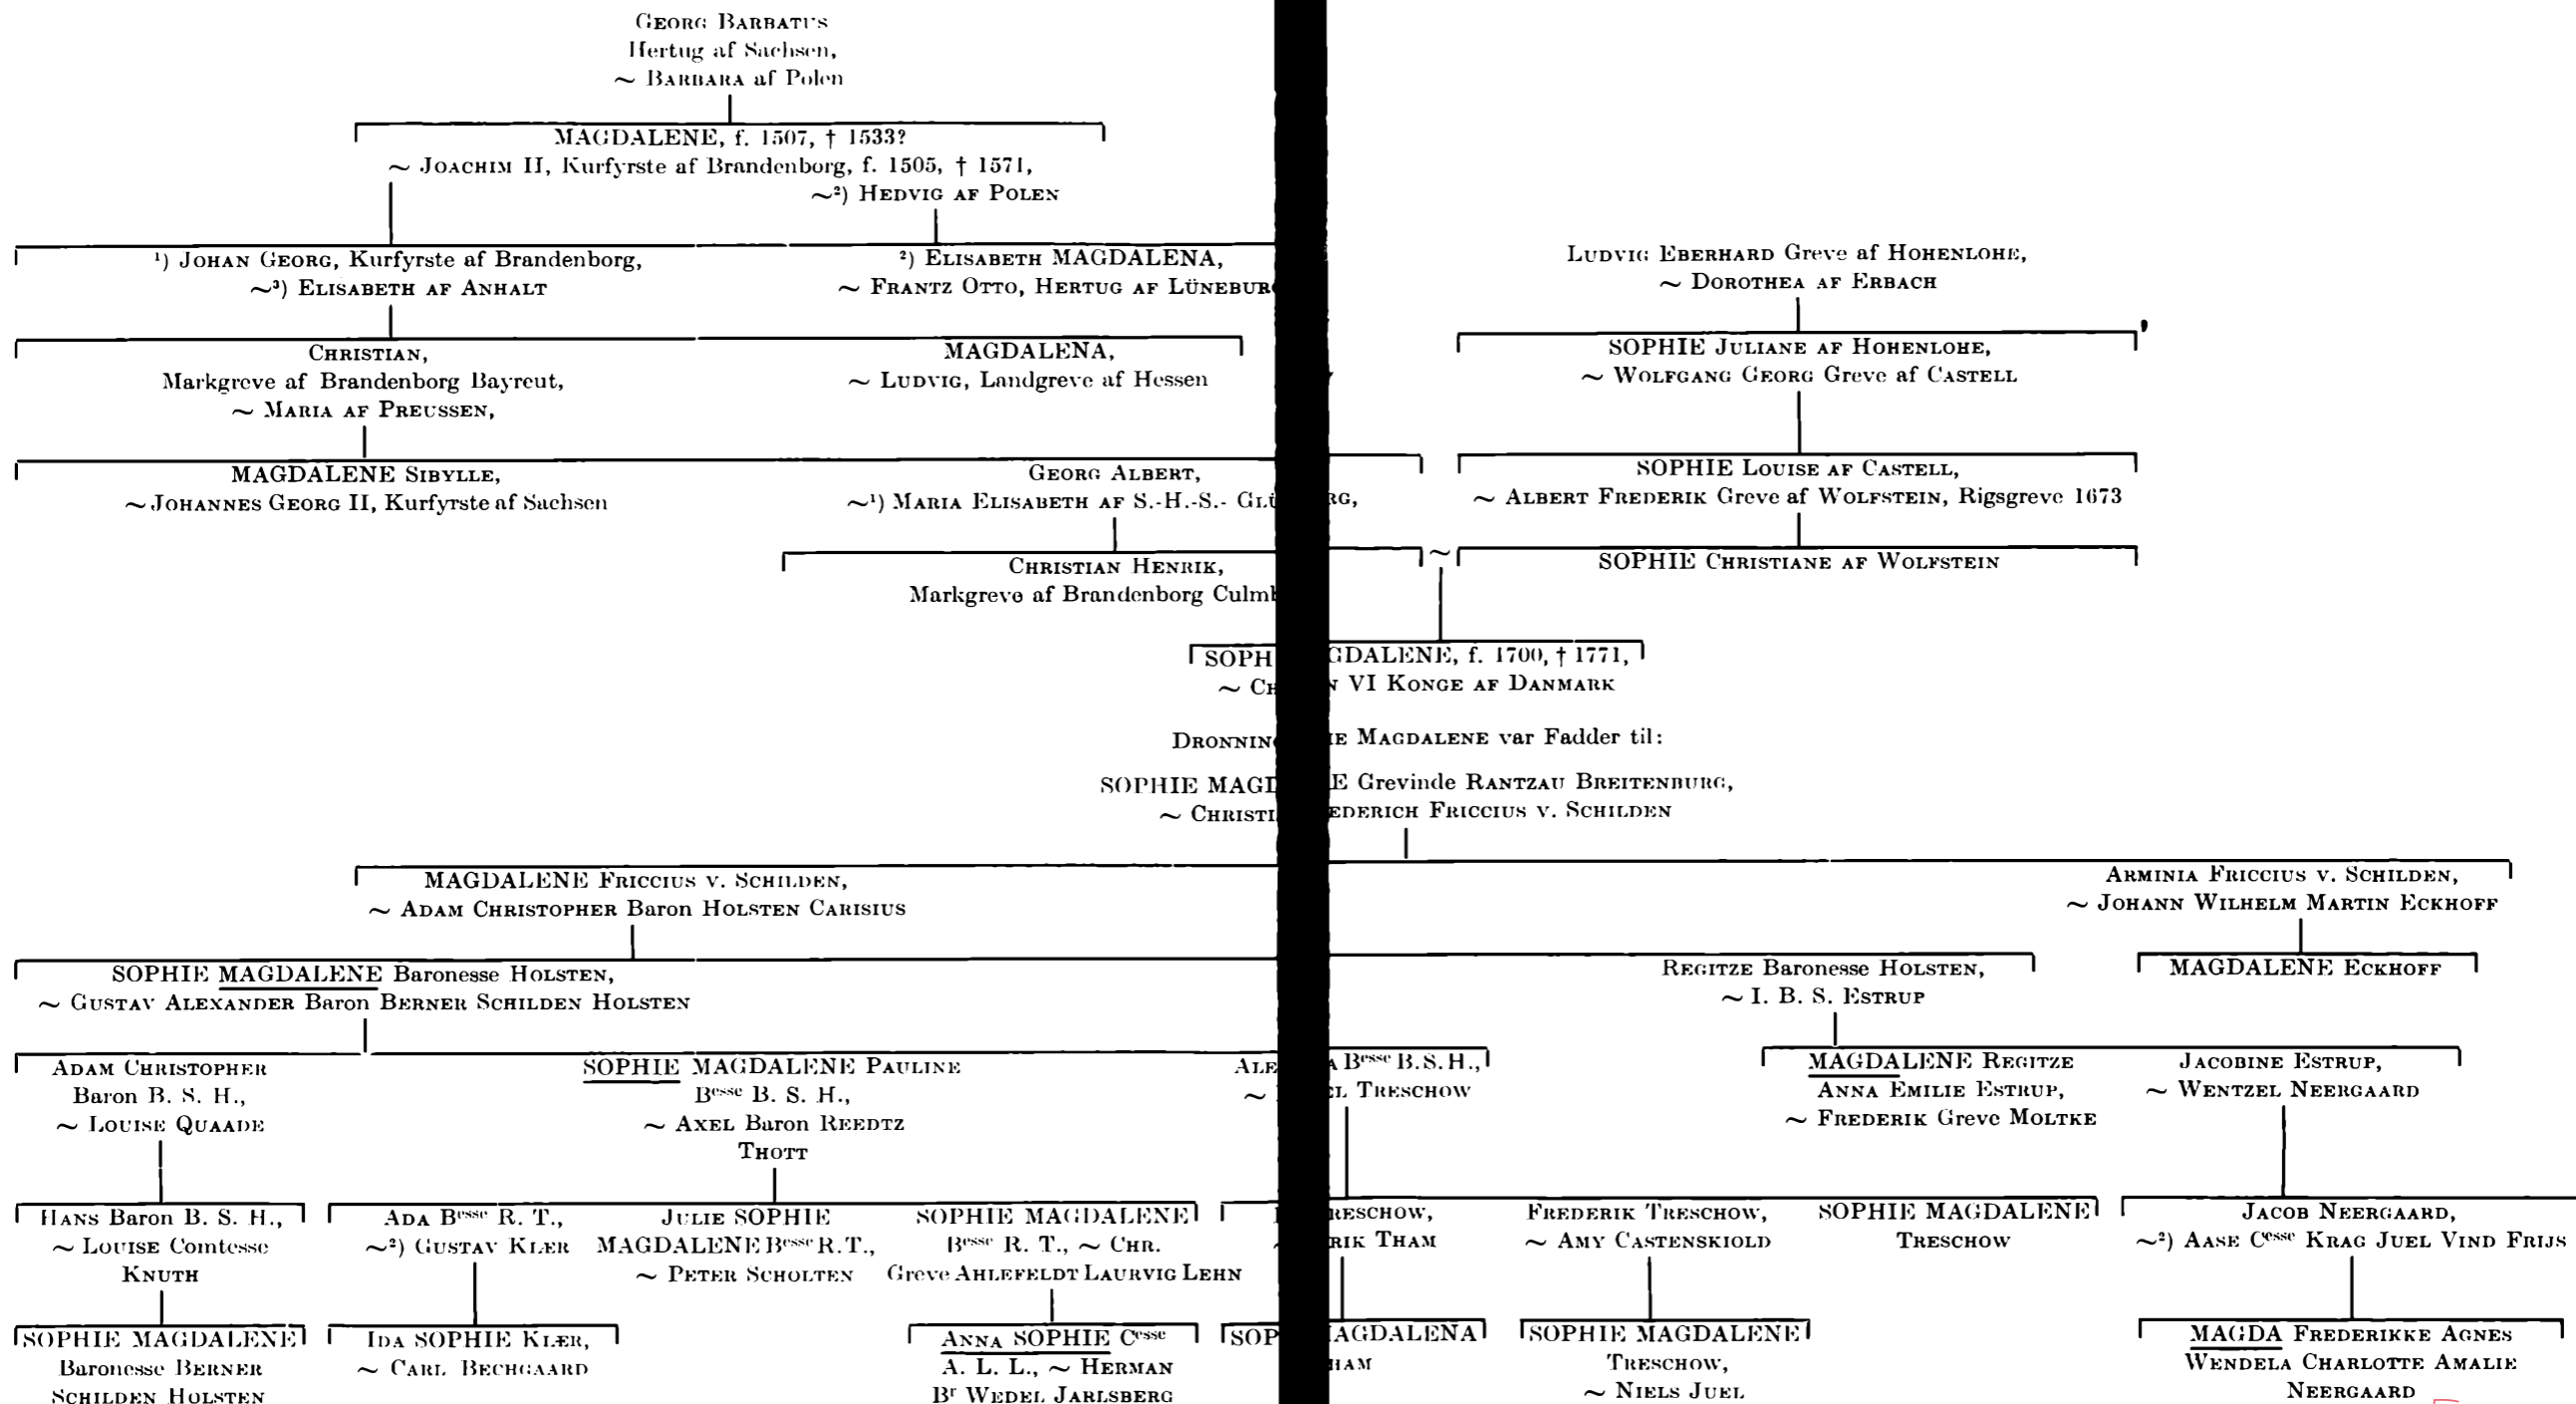 GEORG BARBATUS
Hertug af Sachsen,
~ BARBARA af Polen
MAGDALENE, f. 1507, † 1533?
~ JOACHIM II, Kurfyrste af Brandenborg, f. 1505, † 1571,
~²) HEDVIG AF POLEN
¹) JOHAN GEORG, Kurfyrste af Brandenborg,
~³) ELISABETH AF ANHALT
²) ELISABETH MAGDALENA,
~ FRANTZ OTTO, HERTUG AF
LUDVIG EBERHARD Greve af HOHENLOHE,
~ DOROTHEA AF ERBACH
CHRISTIAN,
Markgreve af Brandenborg Bayreut,
~ MARIA AF PREUSSEN,
MAGDALENA,
~ LUDVIG, Landgreve af Hessen
SOPHIE JULIANE AF HOHENLOHE,
~ WOLFGANG GEORG Greve af CASTELL
MAGDALENE SIBYLLE,
~ JOHANNES GEORG II, Kurfyrste af Sachsen
GEORG ALBERT,
~¹) MARIA ELISABETH AF S.-H.-S.-
SOPHIE LOUISE AF CASTELL,
~ ALBERT FREDERIK Greve af WOLFSTEIN, Rigsgreve 1673
CHRISTIAN HENRIK,
Markgreve af Brandenborg
~
SOPHIE CHRISTIANE AF WOLFSTEIN
f. 1700, † 1771,
~ VI KONGE AF DANMARK
MAGDALENE var Fadder til:
SOPHIE Grevinde RANTZAU BREITENBURG,
~ FRICCIUS V. SCHILDEN
MAGDALENE FRICCIUS V. SCHILDEN,
~ ADAM CHRISTOPHER Baron HOLSTEN CARISIUS
ARMINIA FRICCIUS V. SCHILDEN,
~ JOHANN WILHELM MARTIN ECKHOFF
SOPHIE MAGDALENE Baronesse HOLSTEN,
~ GUSTAV ALEXANDER Baron BERNER SCHILDEN HOLSTEN
REGITZE Baronesse HOLSTEN,
~ I. B. S. ESTRUP
MAGDALENE ECKHOFF
ADAM CHRISTOPHER
Baron B. S. H.,
~ LOUISE QUAADE
SOPHIE MAGDALENE PAULINE
Besse B. S. H.,
~ AXEL Baron REEDTZ
THOTT
Besse B.S.H.,
~ TRESCHOW
MAGDALENE REGITZE
ANNA EMILIE ESTRUP,
~ FREDERIK Greve MOLTKE
JACOBINE ESTRUP,
~ WENTZEL NEERGAARD
HANS Baron B. S. H.,
~ LOUISE Comtesse
KNUTH
ADA Besse R. T.,
~²) GUSTAV KLÆR
JULIE SOPHIE
MAGDALENE Besse R.T.,
~ PETER SCHOLTEN
SOPHIE MAGDALENE
Besse R. T., ~ CHR.
Greve AHLEFELDT LAURVIG LEHN
THAM
FREDERIK TRESCHOW,
~ AMY CASTENSKIOLD
SOPHIE MAGDALENE
TRESCHOW
JACOB NEERGAARD,
~²) AASE Cesse KRAG JUEL VIND FRIJS
SOPHIE MAGDALENE
Baronesse BERNER
SCHILDEN HOLSTEN
IDA SOPHIE KLÆR,
~ CARL BECHGAARD
ANNA SOPHIE Cesse
A. L. L., ~ HERMAN
Br WEDEL JARLSBERG
SOPHIE MAGDALENE
TRESCHOW,
~ NIELS JUEL
MAGDA FREDERIKKE AGNES
WENDELA CHARLOTTE AMALIE
NEERGAARD